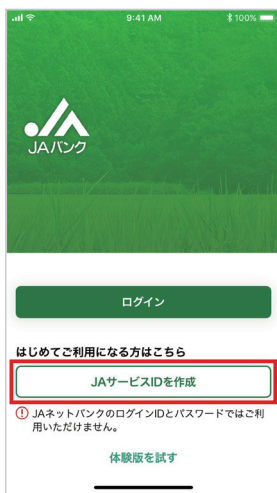 9:41 AM
100%
JAバンク
ログイン
はじめてご利用になる方はこちら
JAサービスIDを作成
! JAネットバンクのログインIDとパスワードではご利
用いただけません。
体験版を試す